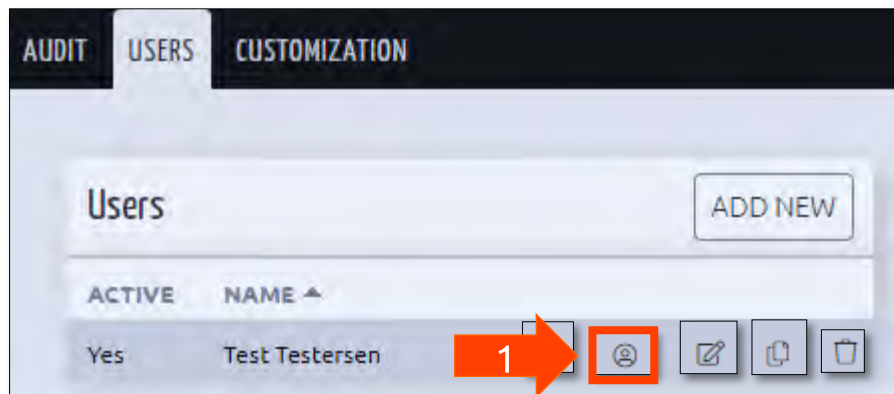 AUDIT USERS CUSTOMIZATION
Users ADD NEW
ACTIVE NAME
Yes Test Testersen 1